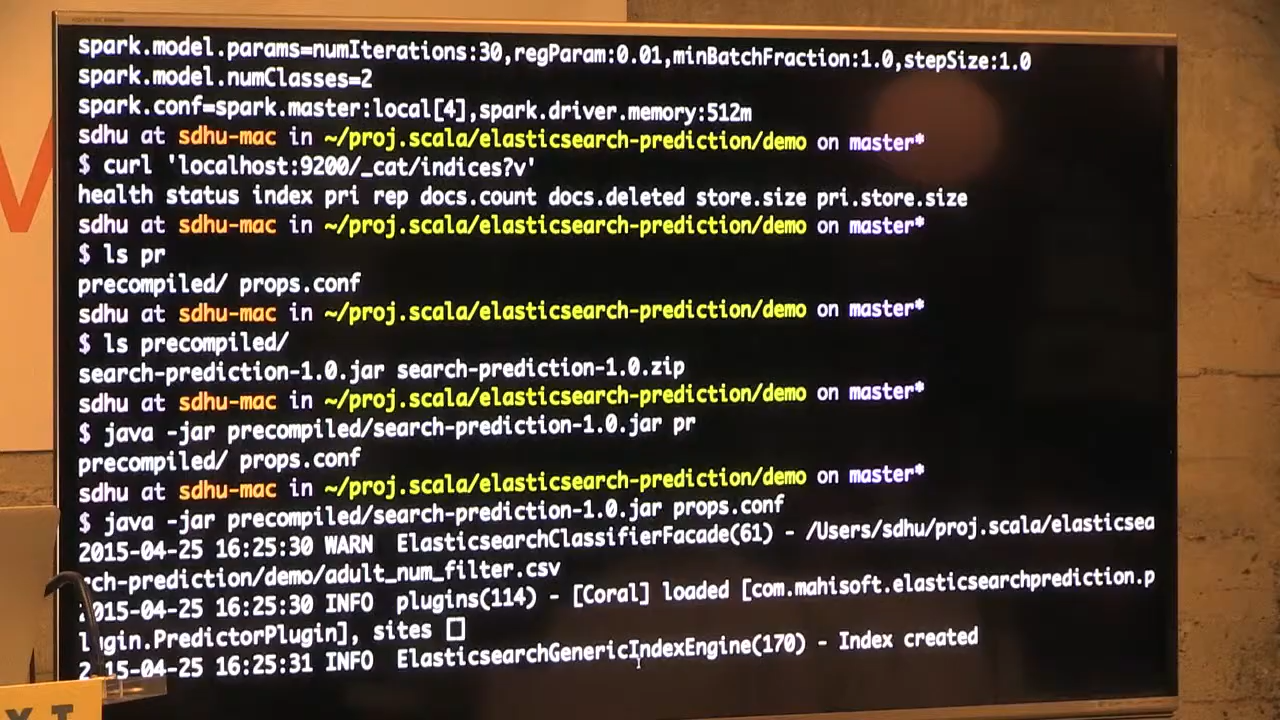 spark.model.params=numIterations:30,regParam:0.01,minBatchFraction:1.0,stepSize:1.0
spark.model.numClasses=2
spark.conf=spark.master:local[4],spark.driver.memory:512m
sdhu at sdhu-mac in ~/proj.scala/elasticsearch-prediction/demo on master*
$ curl 'localhost:9200/_cat/indices?v'
health status index pri rep docs.count docs.deleted store.size pri.store.size
sdhu at sdhu-mac in ~/proj.scala/elasticsearch-prediction/demo on master*
$ ls pr
precompiled/ props.conf
sdhu at sdhu-mac in ~/proj.scala/elasticsearch-prediction/demo on master*
$ ls precompiled/
search-prediction-1.0.jar search-prediction-1.0.zip
sdhu at sdhu-mac in ~/proj.scala/elasticsearch-prediction/demo on master*
$ java -jar precompiled/search-prediction-1.0.jar pr
precompiled/ props.conf
sdhu at sdhu-mac in ~/proj.scala/elasticsearch-prediction/demo on master*
$ java -jar precompiled/search-prediction-1.0.jar props.conf
2015-04-25 16:25:30 WARN ElasticsearchClassifierFacade(61) - /Users/sdhu/proj.scala/elasticsea
rch-prediction/demo/adult_num_filter.csv
2015-04-25 16:25:30 INFO plugins(114) - [Coral] loaded [com.mahisoft.elasticsearchprediction.p
lugin.PredictorPlugin], sites []
2015-04-25 16:25:31 INFO ElasticsearchGenericIndexEngine(170) - Index created